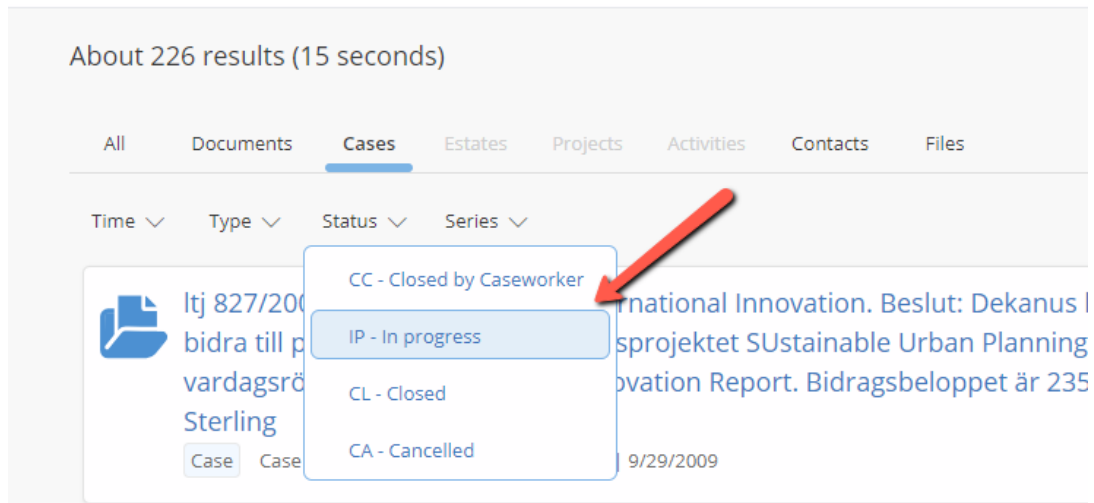 About 226 results (15 seconds)
All Documents Cases Estates Projects Activities Contacts Files
Time Type Status Series
CC - Closed by Caseworker
IP - In progress
CL - Closed
CA - Cancelled
ltj 827/200 rnational Innovation. Beslut: Dekanus
bidra till p sprojektet SUstainable Urban Planning
vardagsrö ovation Report. Bidragsbeloppet är 235
Sterling
Case Case 9/29/2009